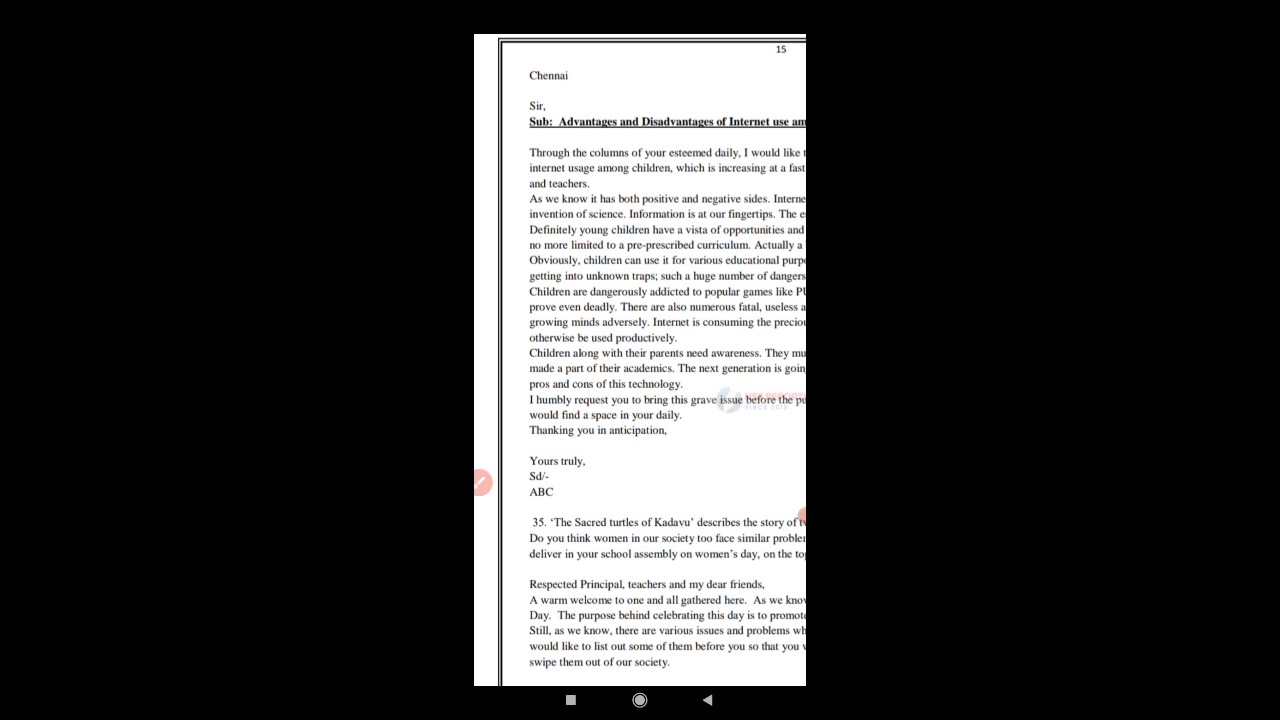 15
Chennai
Sir,
Sub: Advantages and Disadvantages of Internet use am
Through the columns of your esteemed daily, I would like t
internet usage among children, which is increasing at a fast
and teachers.
As we know it has both positive and negative sides. Interne
invention of science. Information is at our fingertips. The e
Definitely young children have a vista of opportunities and
no more limited to a pre-prescribed curriculum. Actually a
Obviously, children can use it for various educational purpo
getting into unknown traps; such a huge number of dangers
Children are dangerously addicted to popular games like PU
prove even deadly. There are also numerous fatal, useless a
growing minds adversely. Internet is consuming the preciou
otherwise be used productively.
Children along with their parents need awareness. They mu
made a part of their academics. The next generation is goin
pros and cons of this technology.
I humbly request you to bring this grave issue before the pu
would find a space in your daily.
SINCE 2015
Thanking you in anticipation,
Yours truly,
Sd/-
ABC
35. ‘The Sacred turtles of Kadavu’ describes the story of tw
Do you think women in our society too face similar problem
deliver in your school assembly on women’s day, on the to
Respected Principal, teachers and my dear friends,
A warm welcome to one and all gathered here. As we know
Day. The purpose behind celebrating this day is to promote
Still, as we know, there are various issues and problems wh
would like to list out some of them before you so that you w
swipe them out of our society.